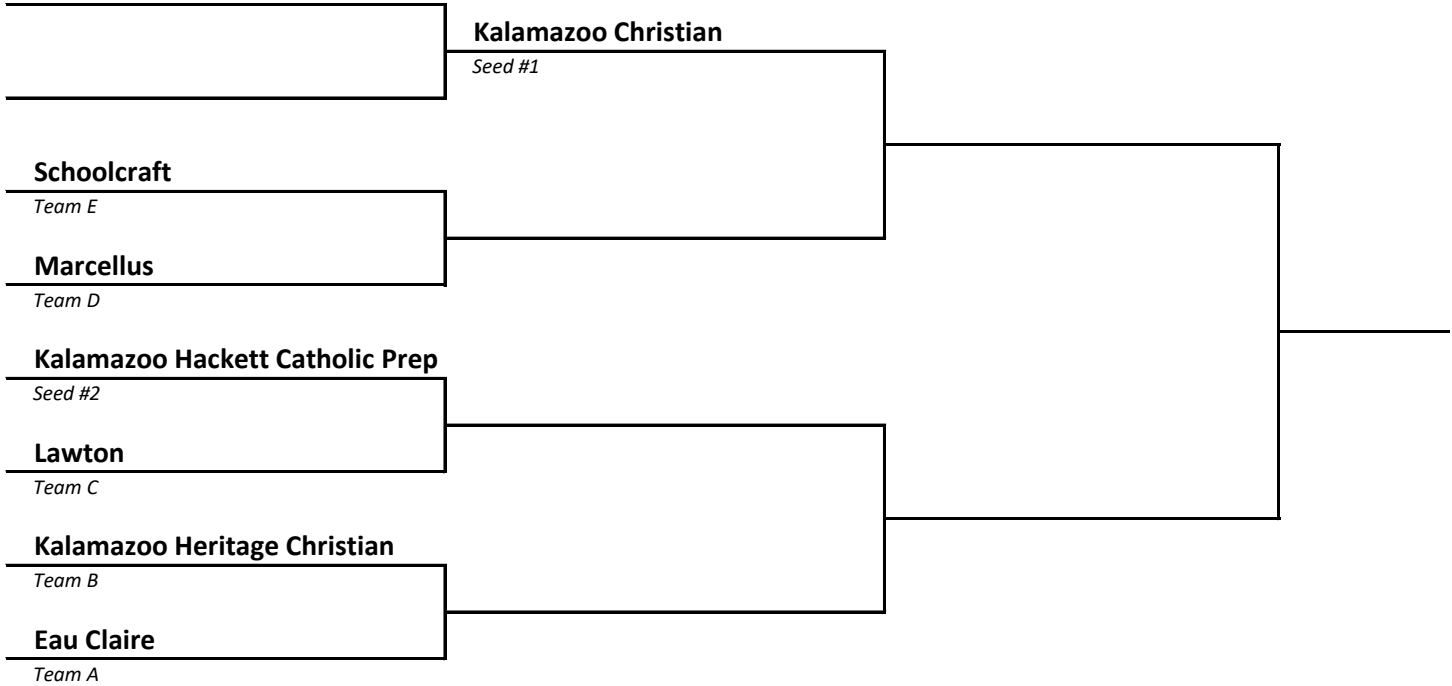 Kalamazoo Christian
Seed #1
Schoolcraft
Team E
Marcellus
Team D
Kalamazoo Hackett Catholic Prep
Seed #2
Lawton
Team C
Kalamazoo Heritage Christian
Team B
Eau Claire
Team A